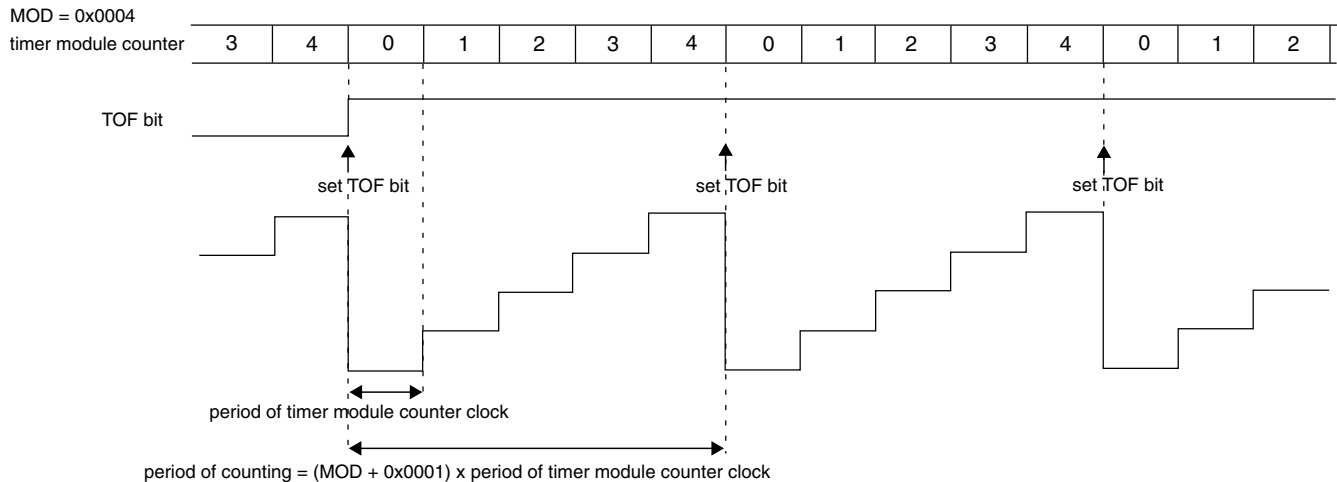 MOD = 0x0004
timer module counter 3 4 0 1 2 3 4 0 1 2 3 4 0 1 2
TOF bit
set TOF bit set TOF bit set TOF bit
period of timer module counter clock
period of counting = (MOD + 0x0001) x period of timer module counter clock